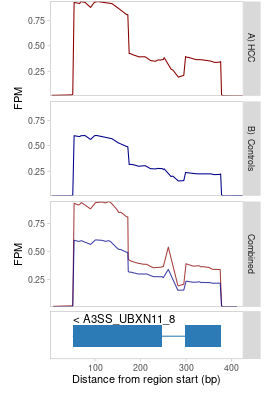 0.75
0.50
0.25
A) HCC
FPM
0.75
0.50
0.25
B) Controls
0.75
0.50
0.25
FPM
Combined
< A3SS_UBXN11_8
100
200
300
400
Distance from region start (bp)